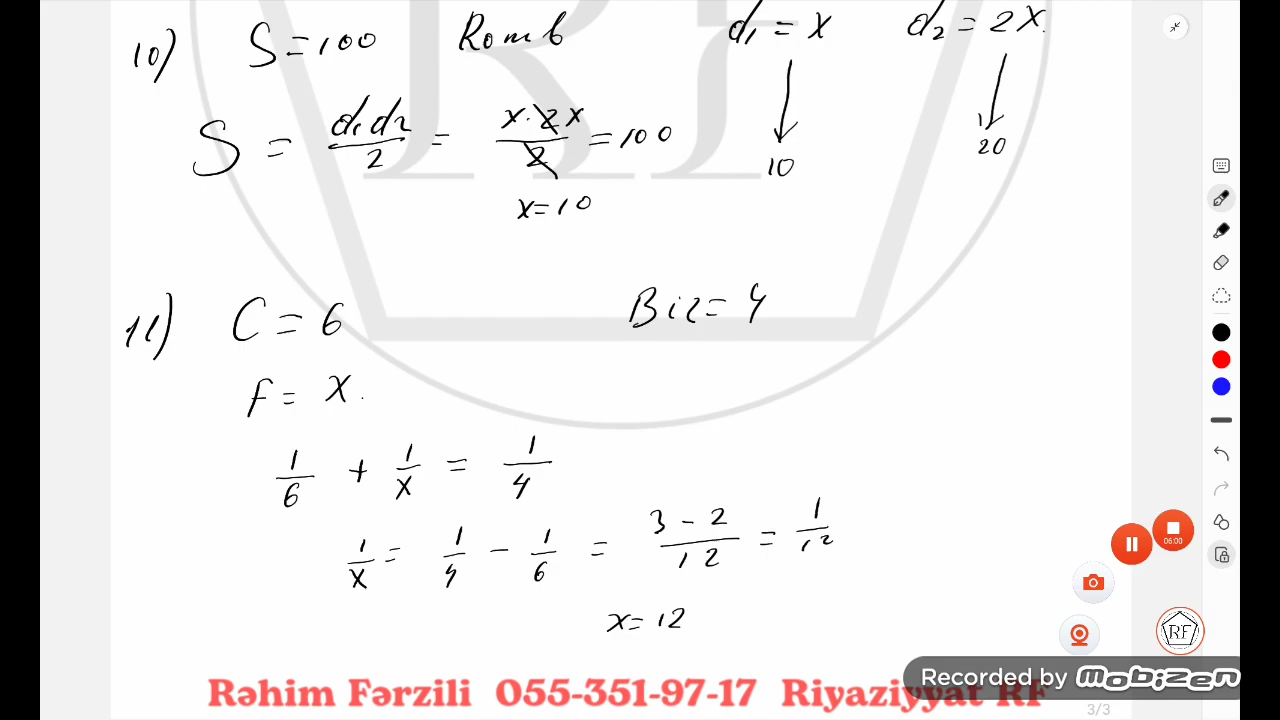 10) S=100 Romb d₁ = x d₂ = 2x.
S = d₁d₂/2 = x·2x/2 = 100 10 20
x=10
11) C = 6 Biz= 4
F = x.
1/6 + 1/x = 1/4
1/x = 1/4 - 1/6 = 3-2/12 = 1/12
x= 12
06:00
RF
Recorded by mobizen
Rəhim Fərzili 055-351-97-17 Riyaziyyat RF
3/3